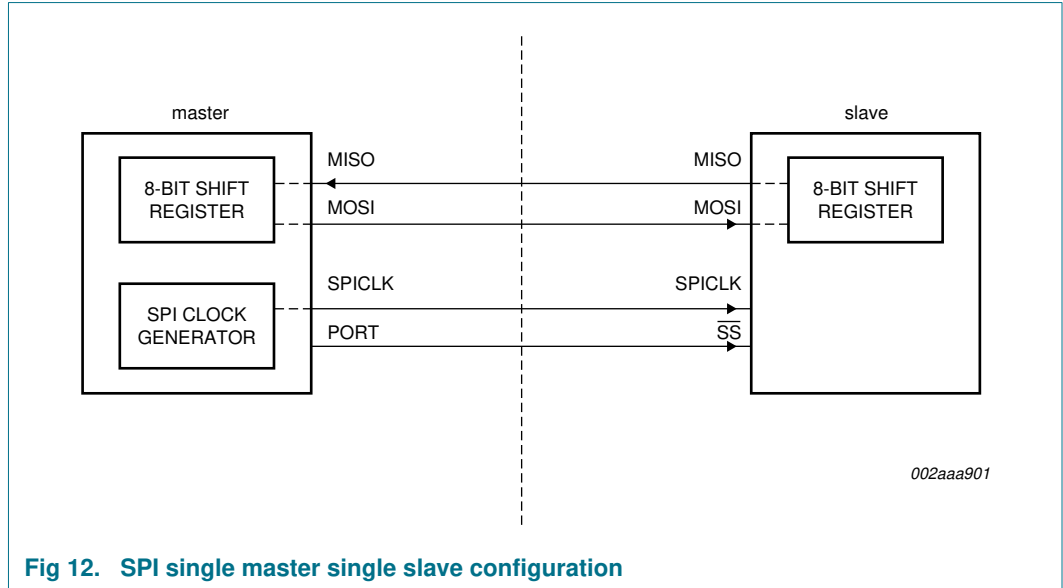 master
slave
MISO
MISO
8-BIT SHIFT
REGISTER
8-BIT SHIFT
REGISTER
MOSI
MOSI
SPICLK
SPICLK
SPI CLOCK
GENERATOR
PORT
S̅S̅
002aaa901
Fig 12. SPI single master single slave configuration